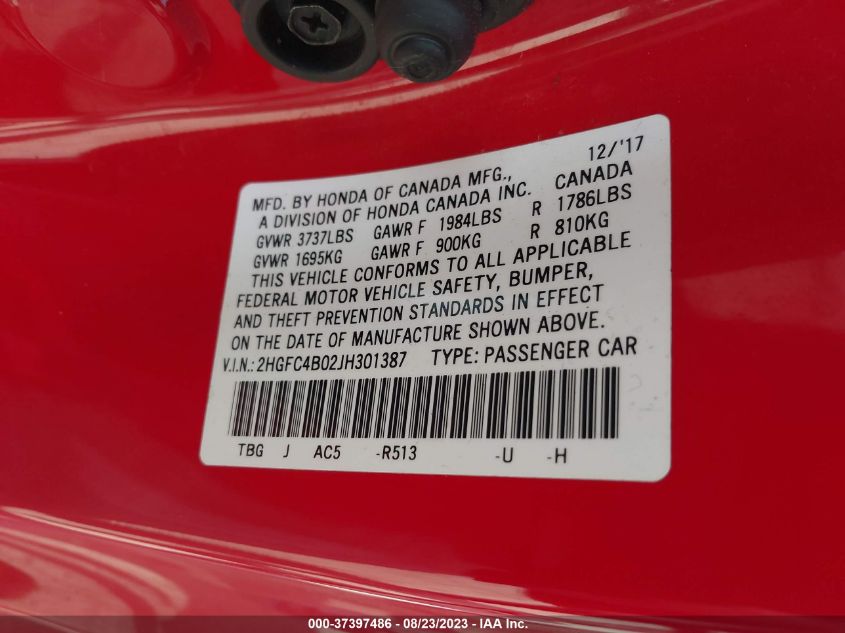 12/'17
MFD. BY HONDA OF CANADA MFG.,
A DIVISION OF HONDA CANADA INC. CANADA
GVWR 3737LBS GAWR F 1984LBS R 1786LBS
GVWR 1695KG GAWR F 900KG R 810KG
THIS VEHICLE CONFORMS TO ALL APPLICABLE
FEDERAL MOTOR VEHICLE SAFETY, BUMPER,
AND THEFT PREVENTION STANDARDS IN EFFECT
ON THE DATE OF MANUFACTURE SHOWN ABOVE.
V.I.N.: 2HGFC4B02JH301387 TYPE: PASSENGER CAR
TBG J AC5 -R513 -U -H
000-37397486 - 08/23/2023 - IAA, Inc.